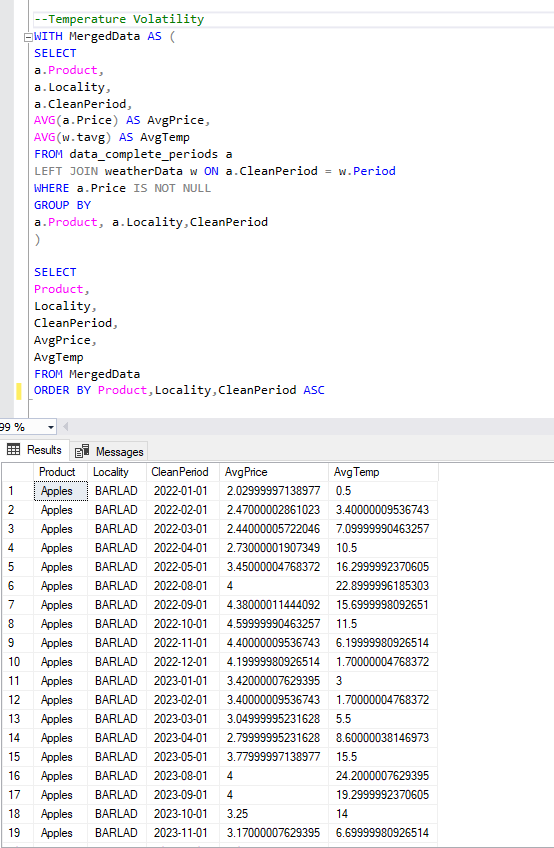 --Temperature Volatility
WITH MergedData AS (
SELECT
a.Product,
a.Locality,
a.CleanPeriod,
AVG(a.Price) AS AvgPrice,
AVG(w.tavg) AS AvgTemp
FROM data_complete_periods a
LEFT JOIN weatherData w ON a.CleanPeriod = w.Period
WHERE a.Price IS NOT NULL
GROUP BY
a.Product, a.Locality,CleanPeriod
)
SELECT
Product,
Locality,
CleanPeriod,
AvgPrice,
AvgTemp
FROM MergedData
ORDER BY Product,Locality,CleanPeriod ASC
99 %
Results Messages
Product Locality CleanPeriod AvgPrice AvgTemp
1 Apples BARLAD 2022-01-01 2.02999997138977 0.5
2 Apples BARLAD 2022-02-01 2.47000002861023 3.40000009536743
3 Apples BARLAD 2022-03-01 2.44000005722046 7.09999990463257
4 Apples BARLAD 2022-04-01 2.73000001907349 10.5
5 Apples BARLAD 2022-05-01 3.45000004768372 16.2999992370605
6 Apples BARLAD 2022-08-01 4 22.8999996185303
7 Apples BARLAD 2022-09-01 4.38000011444092 15.6999998092651
8 Apples BARLAD 2022-10-01 4.59999990463257 11.5
9 Apples BARLAD 2022-11-01 4.40000009536743 6.19999980926514
10 Apples BARLAD 2022-12-01 4.19999980926514 1.70000004768372
11 Apples BARLAD 2023-01-01 3.42000007629395 3
12 Apples BARLAD 2023-02-01 3.40000009536743 1.70000004768372
13 Apples BARLAD 2023-03-01 3.04999995231628 5.5
14 Apples BARLAD 2023-04-01 2.79999995231628 8.60000038146973
15 Apples BARLAD 2023-05-01 3.77999997138977 15.5
16 Apples BARLAD 2023-08-01 4 24.2000007629395
17 Apples BARLAD 2023-09-01 4 19.2999992370605
18 Apples BARLAD 2023-10-01 3.25 14
19 Apples BARLAD 2023-11-01 3.17000007629395 6.69999980926514